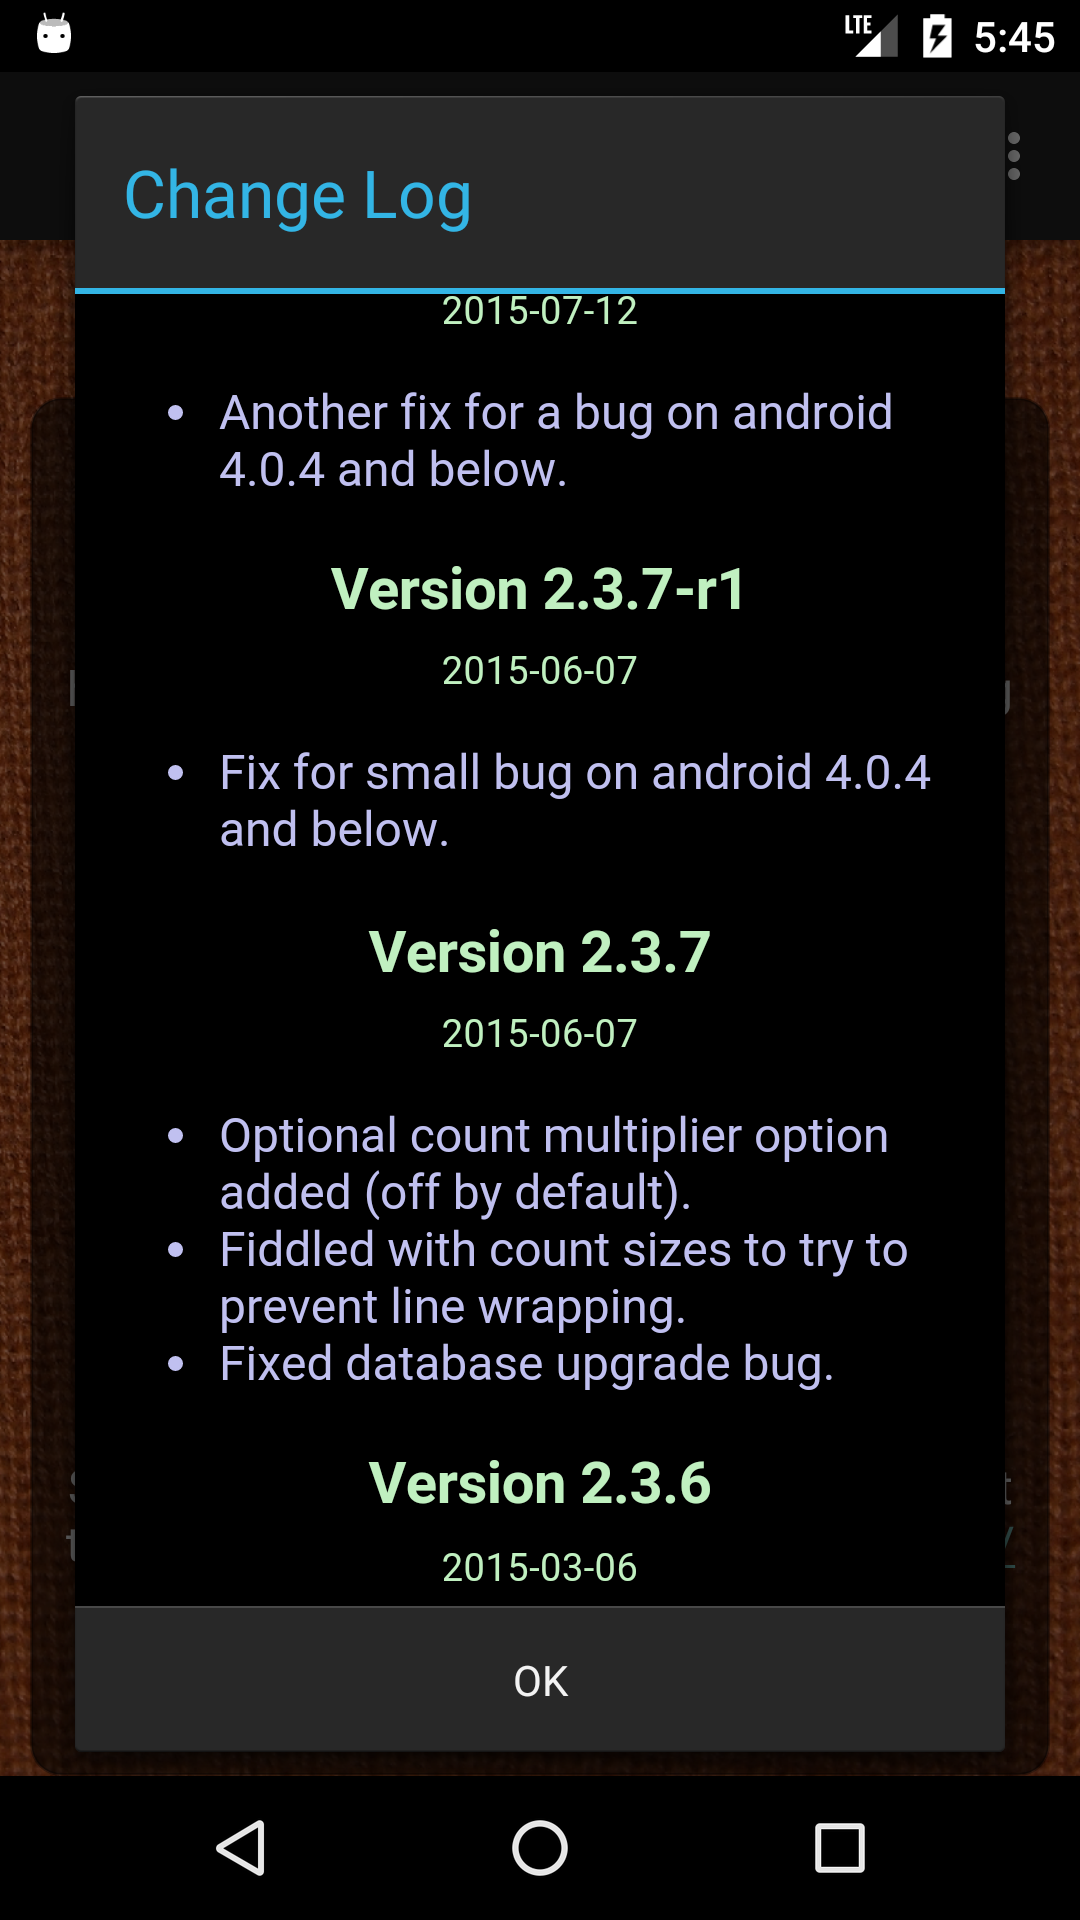 LTE 5:45
Change Log
2015-07-12
• Another fix for a bug on android
4.0.4 and below.
Version 2.3.7-r1
2015-06-07
• Fix for small bug on android 4.0.4
and below.
Version 2.3.7
2015-06-07
• Optional count multiplier option
added (off by default).
• Fiddled with count sizes to try to
prevent line wrapping.
• Fixed database upgrade bug.
Version 2.3.6
2015-03-06
OK